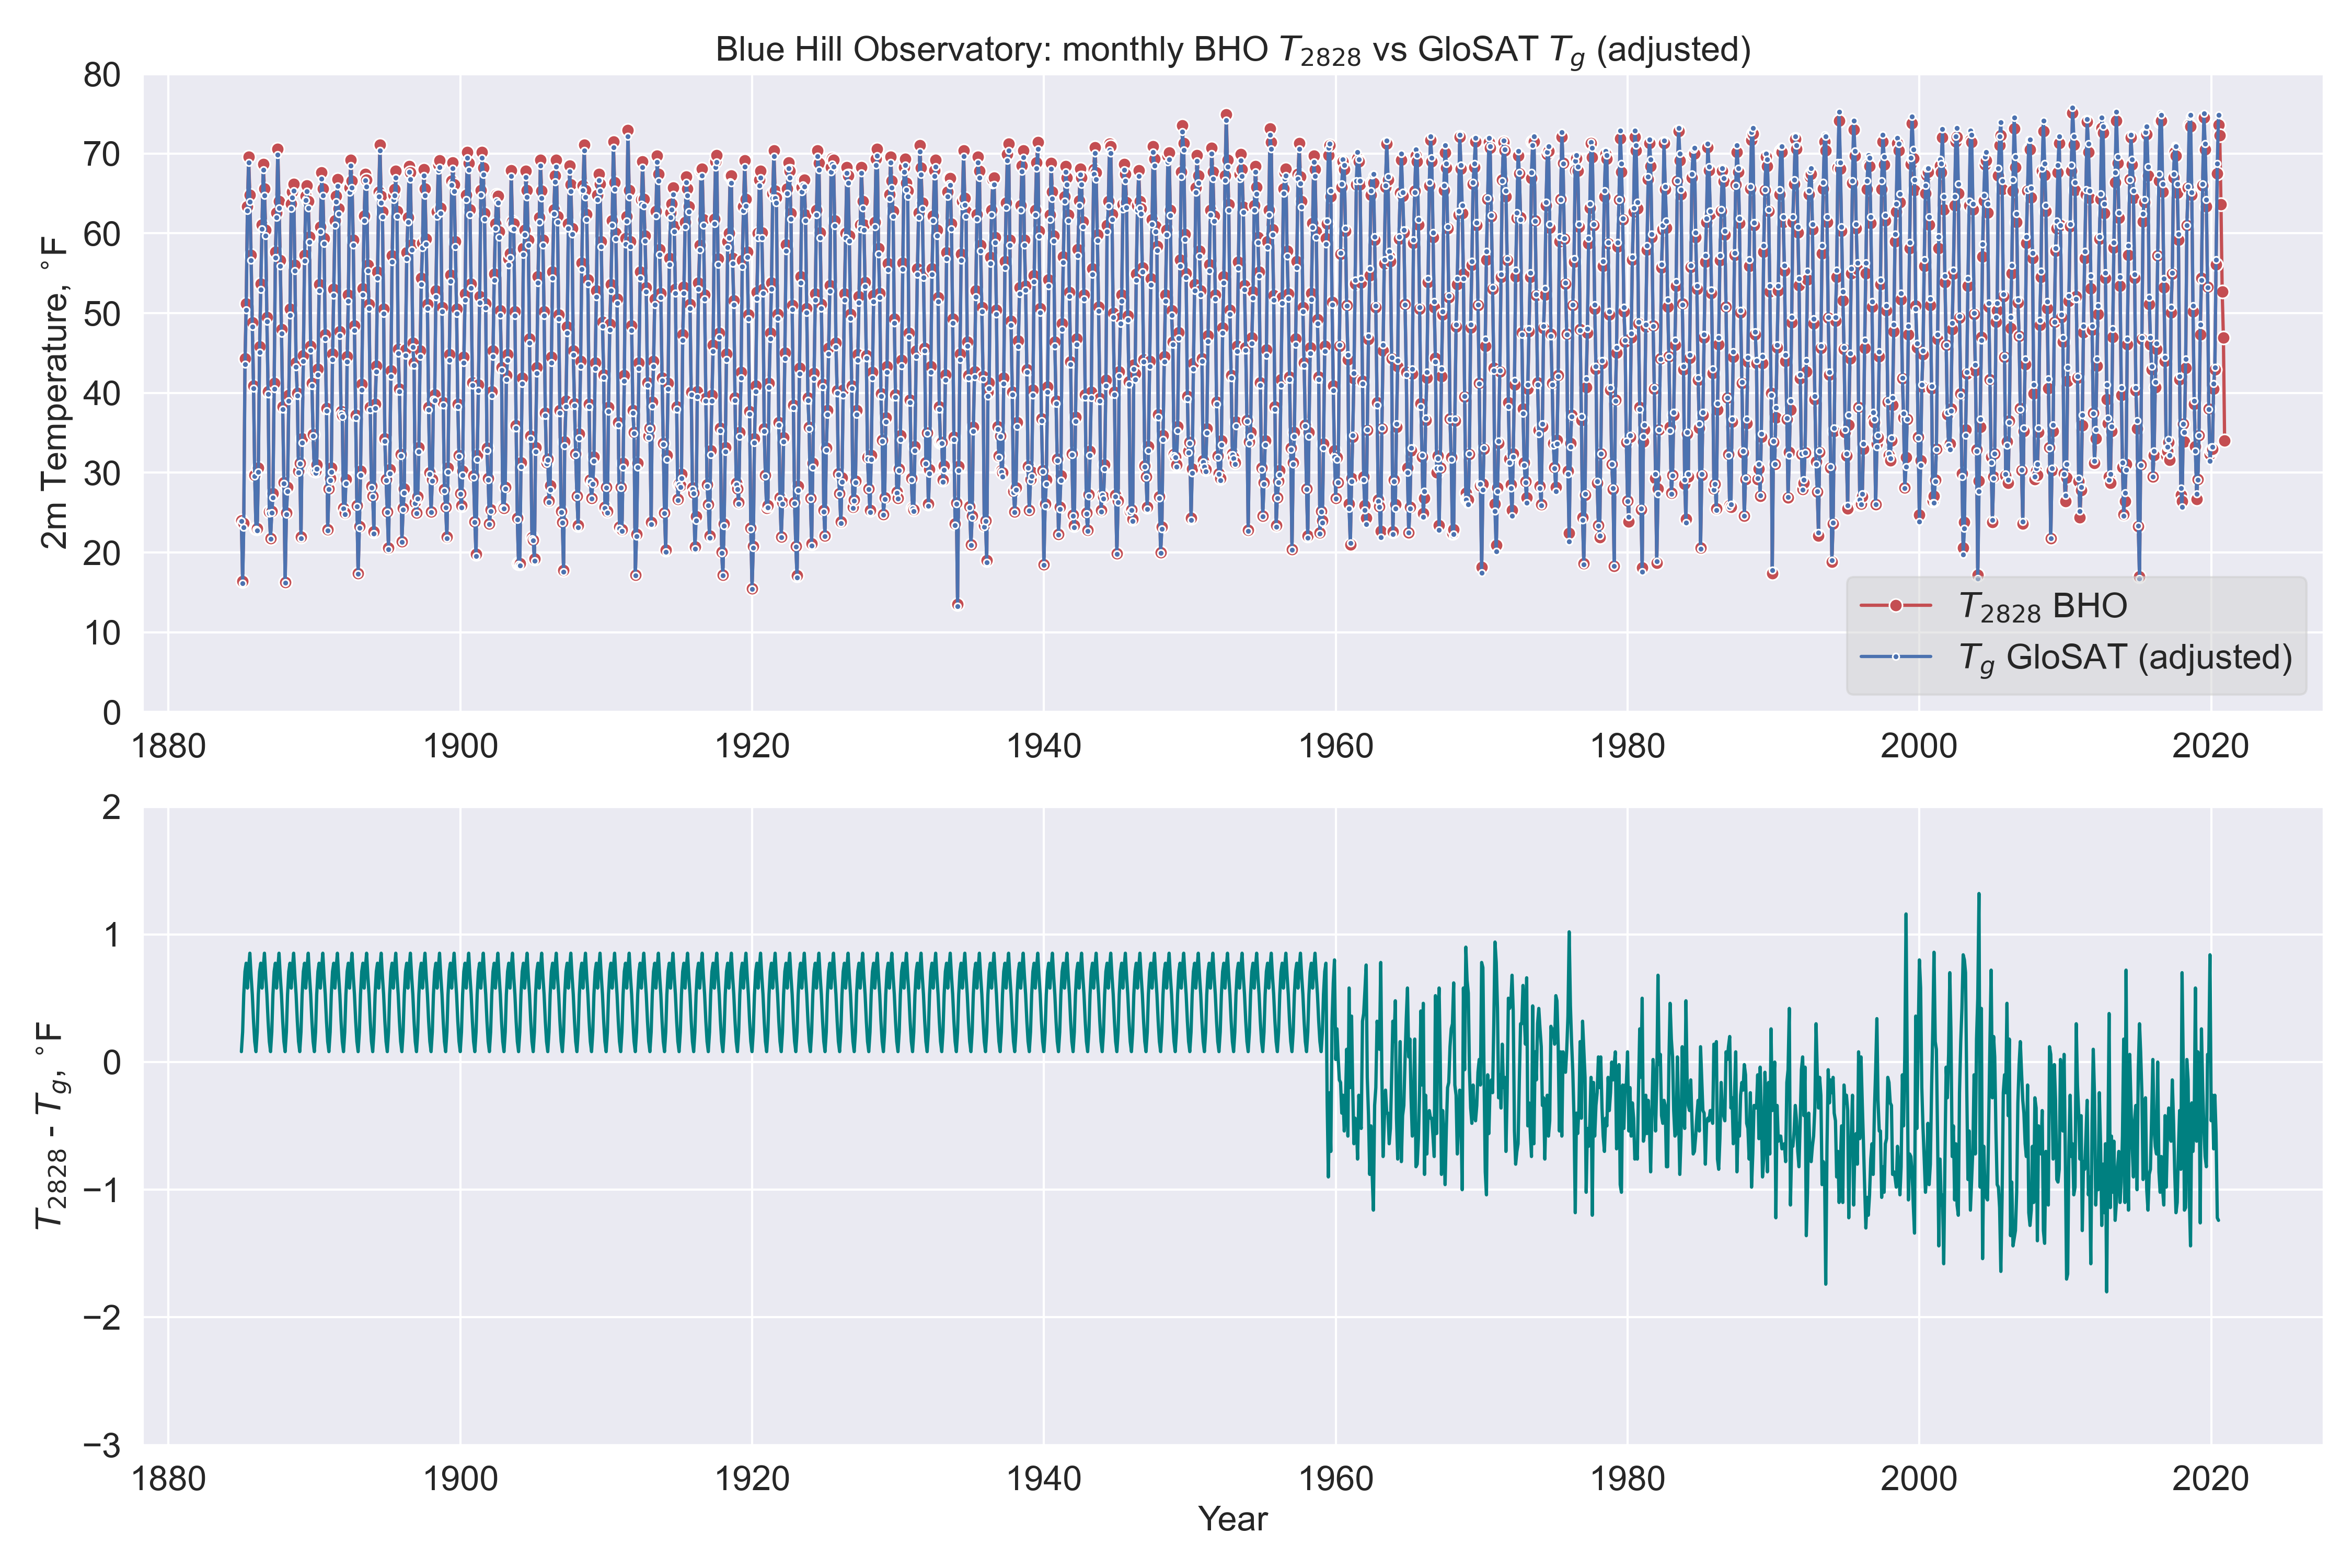 Blue Hill Observatory: monthly BHO T2828 vs GloSAT Tg (adjusted)
2m Temperature, °F
80
70
60
50
40
30
20
10
0
T2828 BHO
Tg GloSAT (adjusted)
1880 1900 1920 1940 1960 1980 2000 2020
T2828 - Tg, °F
2
1
0
−1
−2
−3
1880 1900 1920 1940 1960 1980 2000 2020
Year